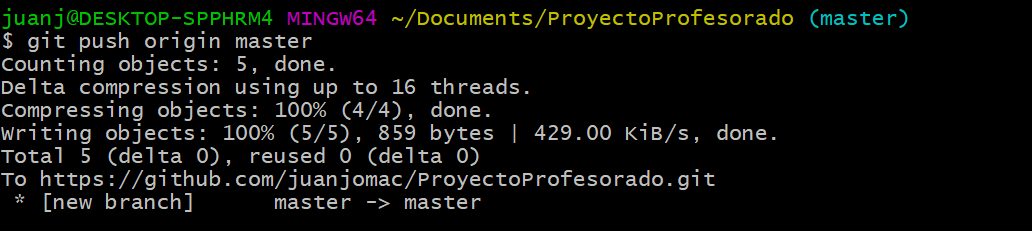 juanj@DESKTOP-SPPHRM4 MINGW64 ~/Documents/ProyectoProfesorado (master)
$ git push origin master
Counting objects: 5, done.
Delta compression using up to 16 threads.
Compressing objects: 100% (4/4), done.
Writing objects: 100% (5/5), 859 bytes | 429.00 KiB/s, done.
Total 5 (delta 0), reused 0 (delta 0)
To https://github.com/juanjomac/ProyectoProfesorado.git
 * [new branch]      master -> master